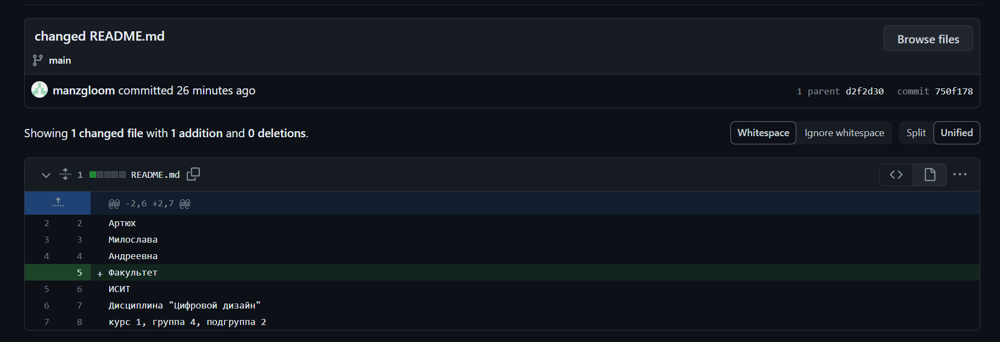 changed README.md
Browse files
main
manzgloom committed 26 minutes ago
1 parent d2f2d30 commit 750f178
Showing 1 changed file with 1 addition and 0 deletions.
Whitespace Ignore whitespace Split Unified
1 README.md
@@ -2,6 +2,7 @@
2 2 Артюх
3 3 Милослава
4 4 Андреевна
5 + Факультет
5 6 ИСИТ
6 7 Дисциплина "Цифровой дизайн"
7 8 курс 1, группа 4, подгруппа 2